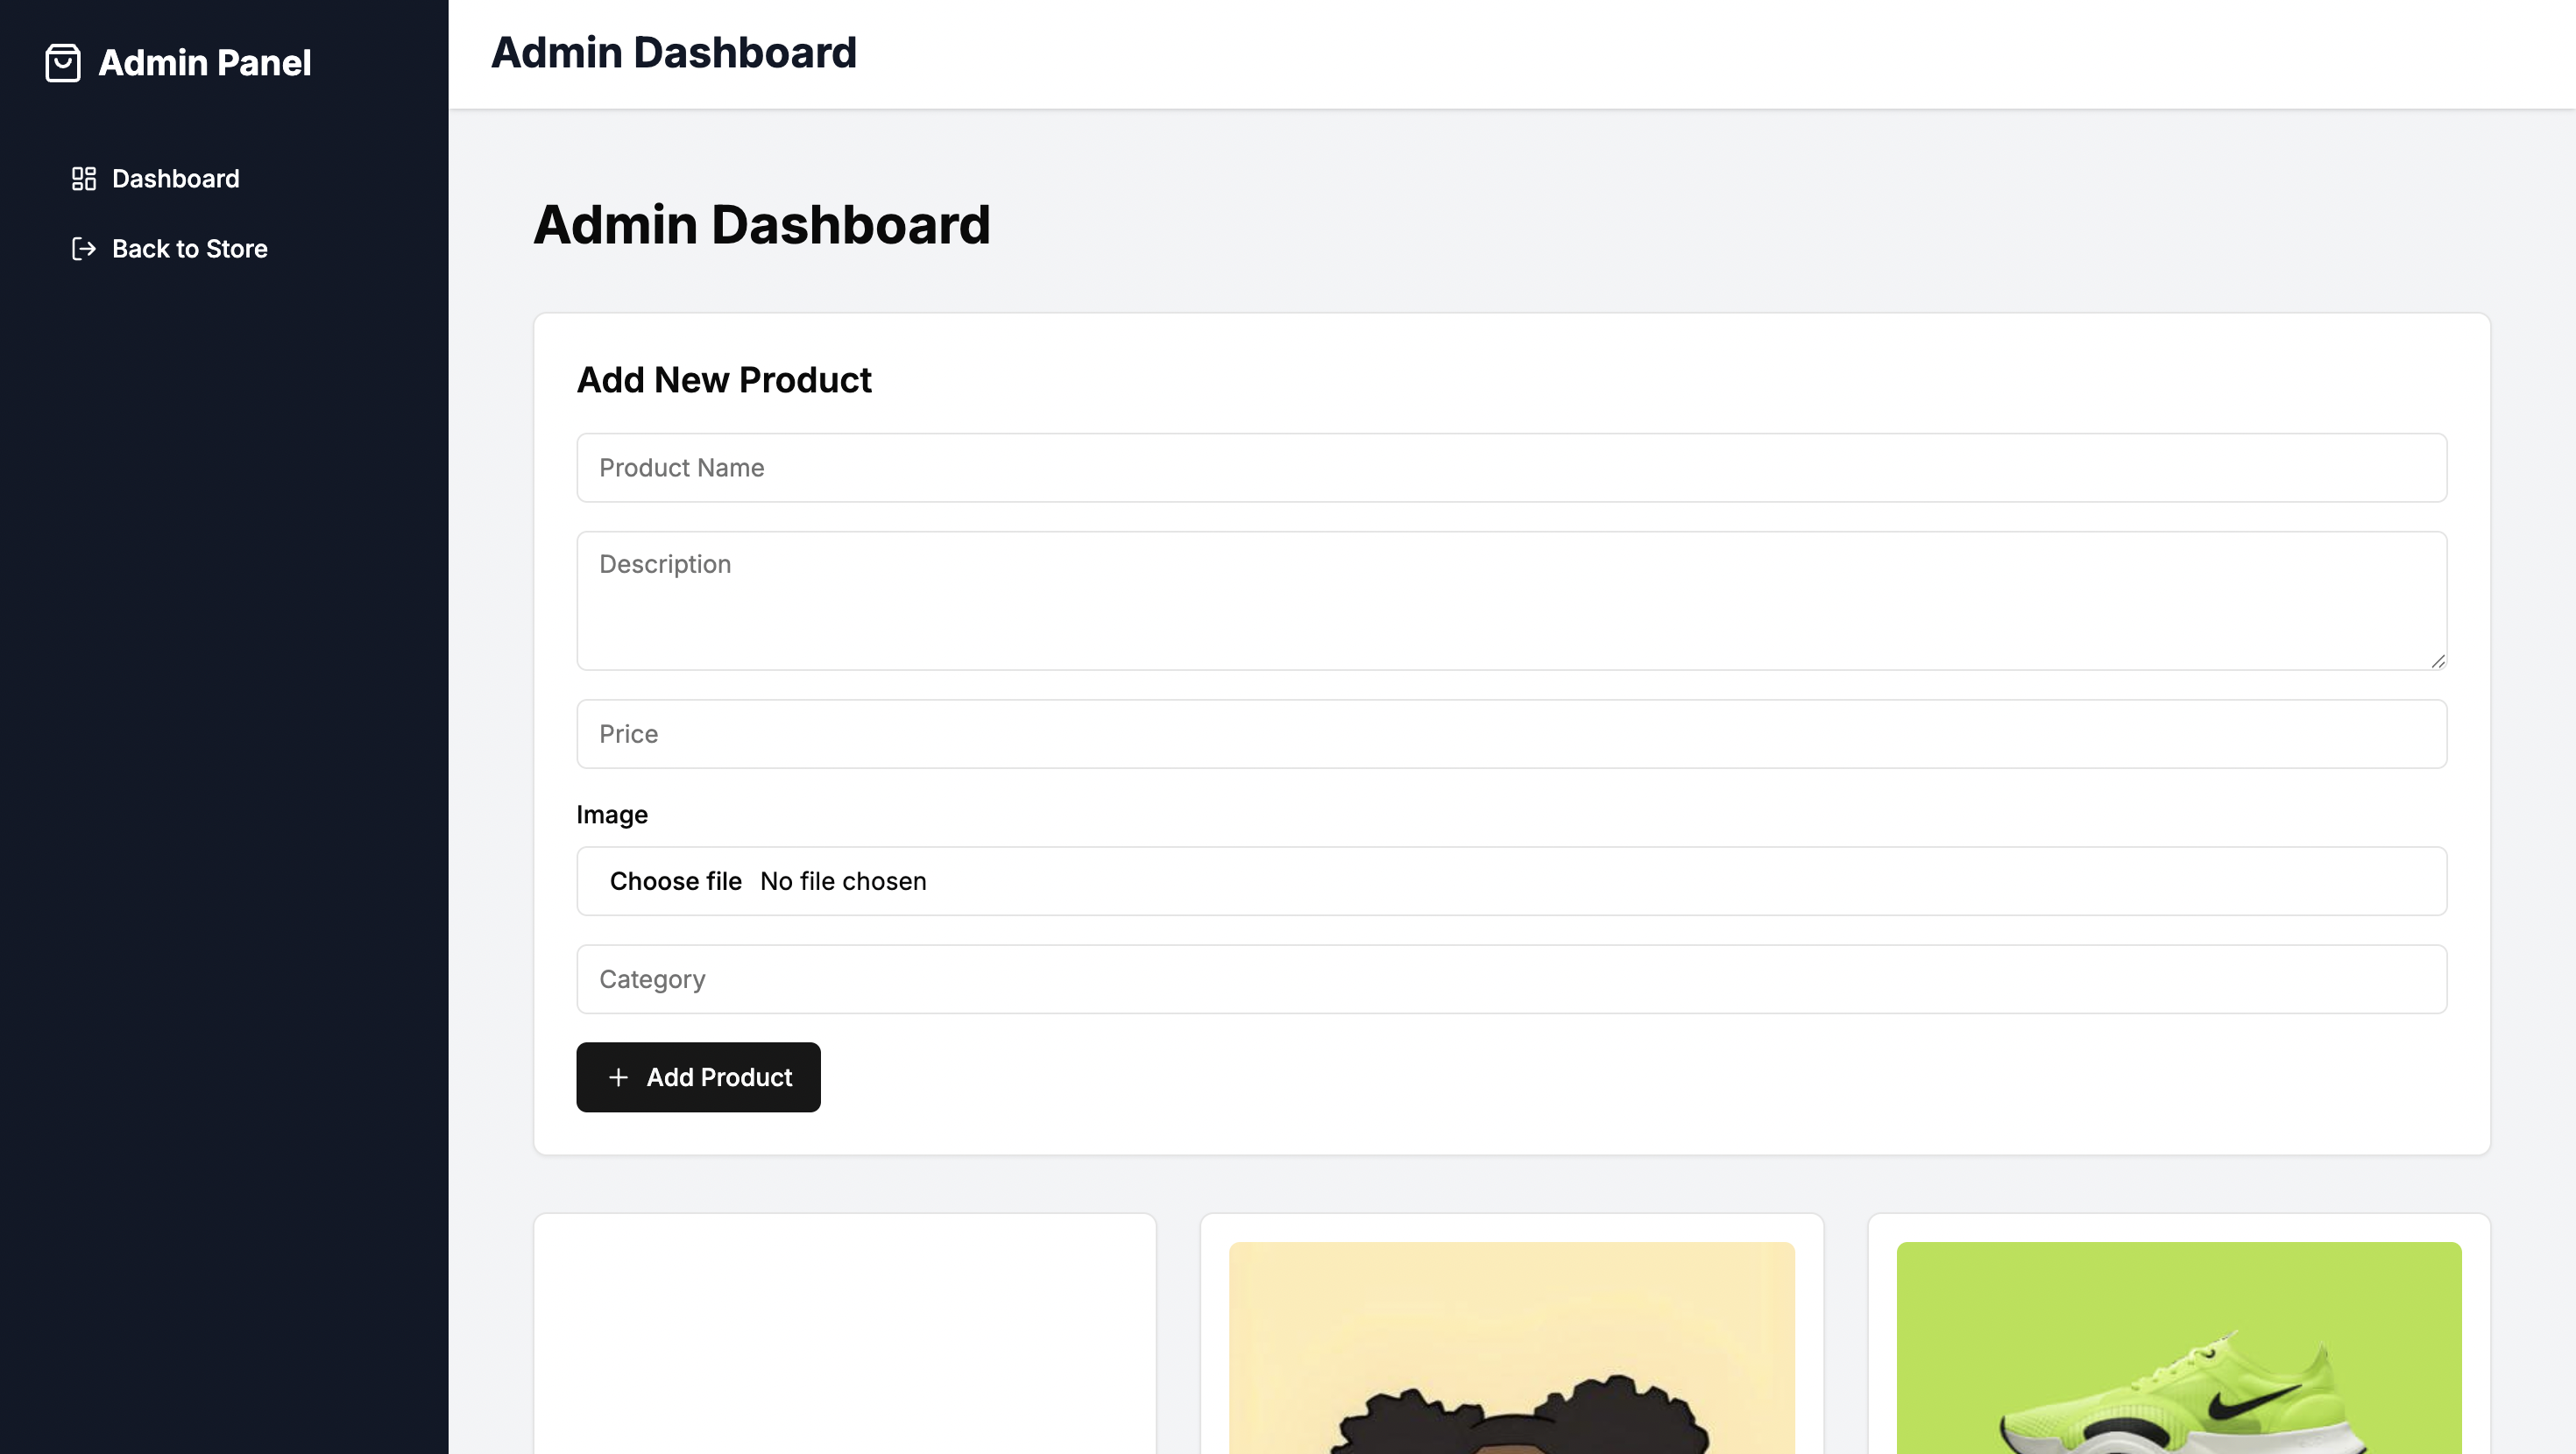 Admin Panel
Dashboard
Back to Store
Admin Dashboard
Admin Dashboard
Add New Product
Product Name
Description
Price
Image
Choose file No file chosen
Category
Add Product